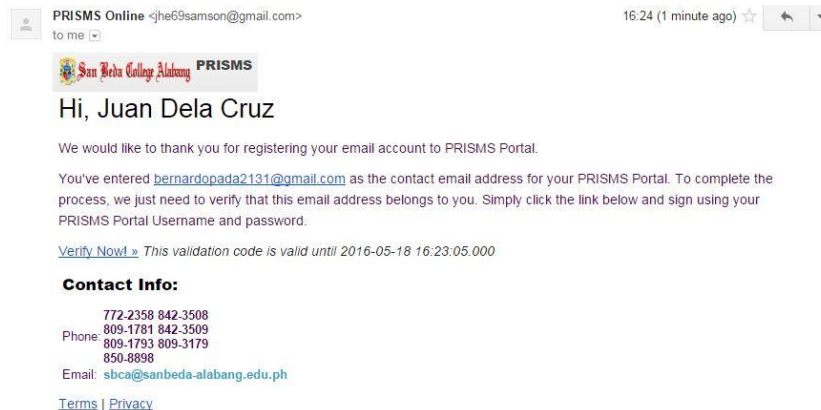 PRISMS Online <jhe69samson@gmail.com>
16:24 (1 minute ago)
to me
San Beda College Alabang PRISMS
Hi, Juan Dela Cruz
We would like to thank you for registering your email account to PRISMS Portal.
You've entered bernardopada2131@gmail.com as the contact email address for your PRISMS Portal. To complete the
process, we just need to verify that this email address belongs to you. Simply click the link below and sign using your
PRISMS Portal Username and password.
Verify Now! » This validation code is valid until 2016-05-18 16:23:05.000
Contact Info:
772-2358 842-3508
Phone: 809-1781 842-3509
809-1793 809-3179
850-8898
Email: sbca@sanbeda-alabang.edu.ph
Terms | Privacy